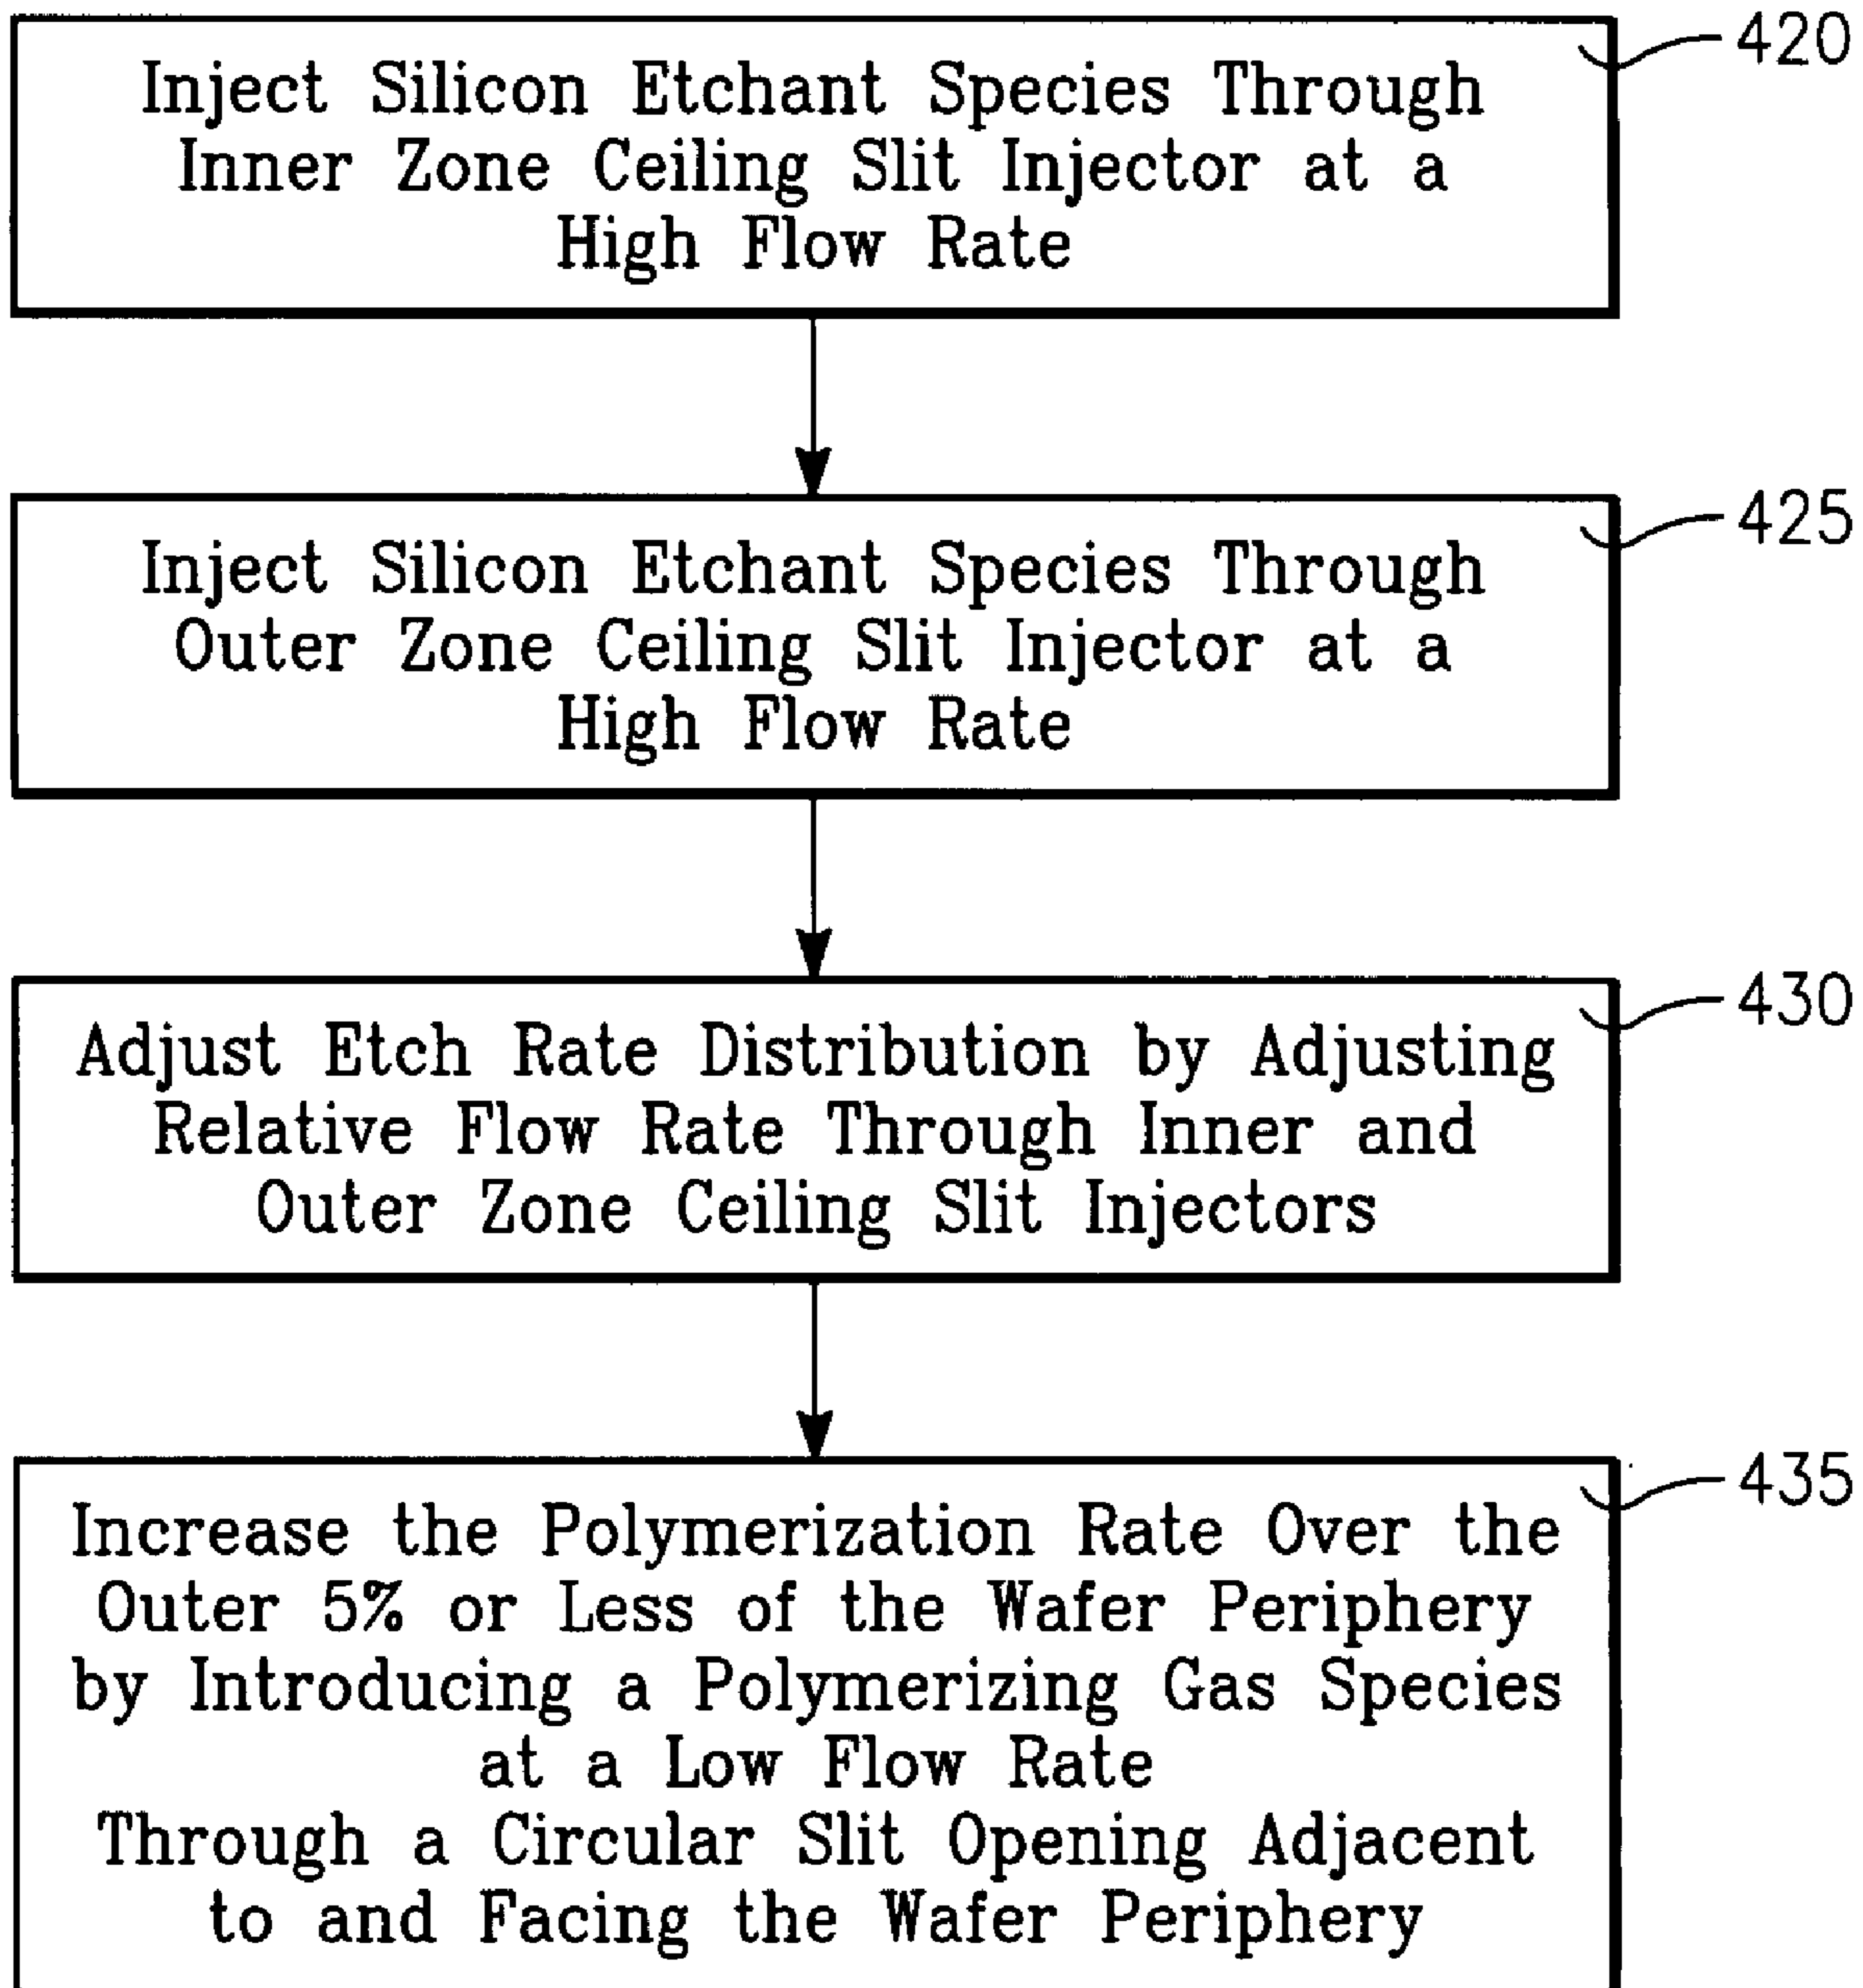 Inject Silicon Etchant Species Through
Inner Zone Ceiling Slit Injector at a
High Flow Rate
420
Inject Silicon Etchant Species Through
Outer Zone Ceiling Slit Injector at a
High Flow Rate
425
Adjust Etch Rate Distribution by Adjusting
Relative Flow Rate Through Inner and
Outer Zone Ceiling Slit Injectors
430
Increase the Polymerization Rate Over the
Outer 5% or Less of the Wafer Periphery
by Introducing a Polymerizing Gas Species
at a Low Flow Rate
Through a Circular Slit Opening Adjacent
to and Facing the Wafer Periphery
435